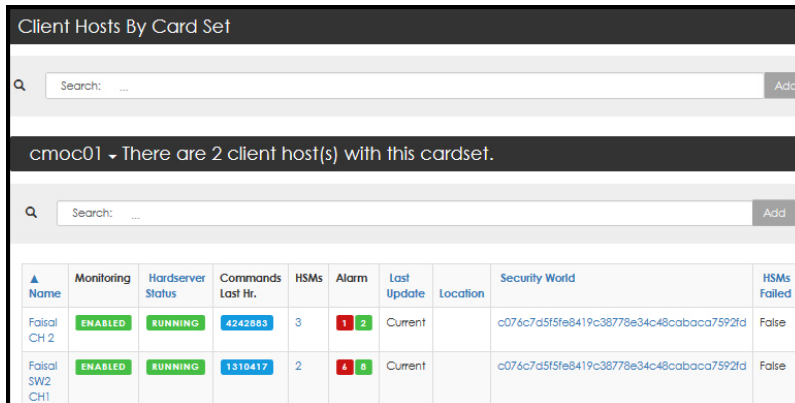 Client Hosts By Card Set
Search: ...
Add
cmoc01 There are 2 client host(s) with this cardset.
Search: ...
Add
▲ Name Monitoring Hardserver Status Commands Last Hr. HSMs Alarm Last Update Location Security World HSMs Failed
Faisal CH 2 ENABLED RUNNING 4242883 3 1 2 Current c076c7d5f5fe8419c38778e34c48cabaca7592fd False
Faisal SW2 CH1 ENABLED RUNNING 1310417 2 6 8 Current c076c7d5f5fe8419c38778e34c48cabaca7592fd False